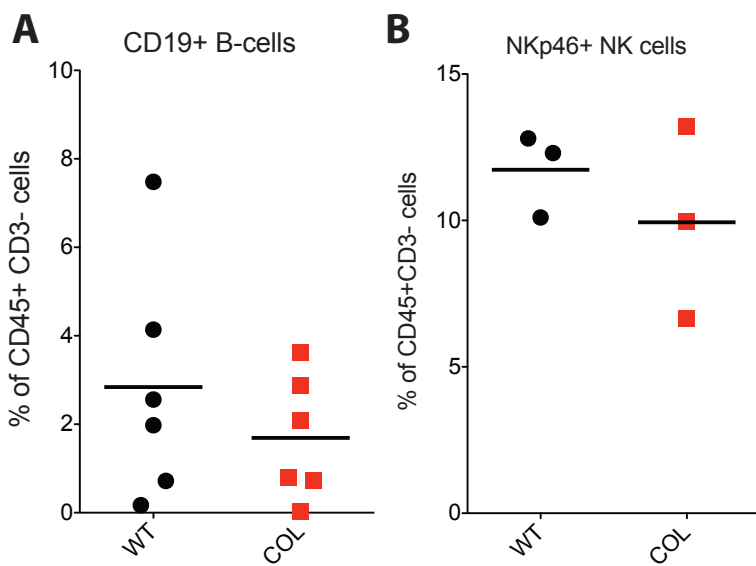 A
CD19+ B-cells
% of CD45+ CD3- cells
10
8
6
4
2
0
WT
COL
B
NKp46+ NK cells
% of CD45+CD3- cells
15
10
5
0
WT
COL